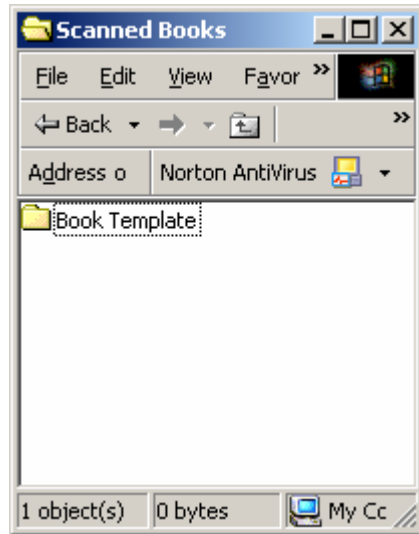 Scanned Books
File Edit View Favor »
Back »
Address o Norton AntiVirus
Book Template
1 object(s) 0 bytes My Cc